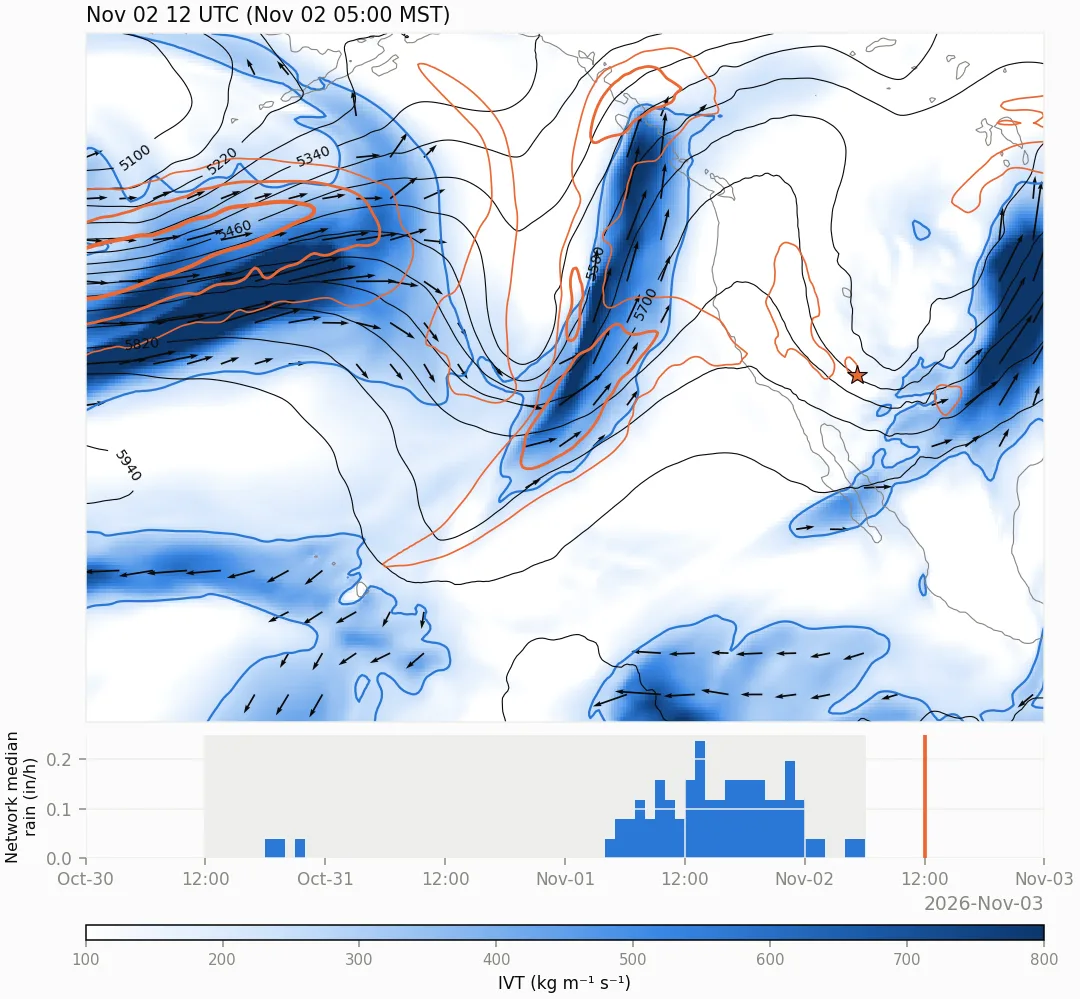 Nov 02 12 UTC (Nov 02 05:00 MST)
5100
5220
5340
5460
5580
5700
5820
5940
Network median
rain (in/h)
0.2
0.1
0.0
Oct-30
12:00
Oct-31
12:00
Nov-01
12:00
Nov-02
12:00
Nov-03
2026-Nov-03
100
200
300
400
500
600
700
800
IVT (kg m⁻¹ s⁻¹)